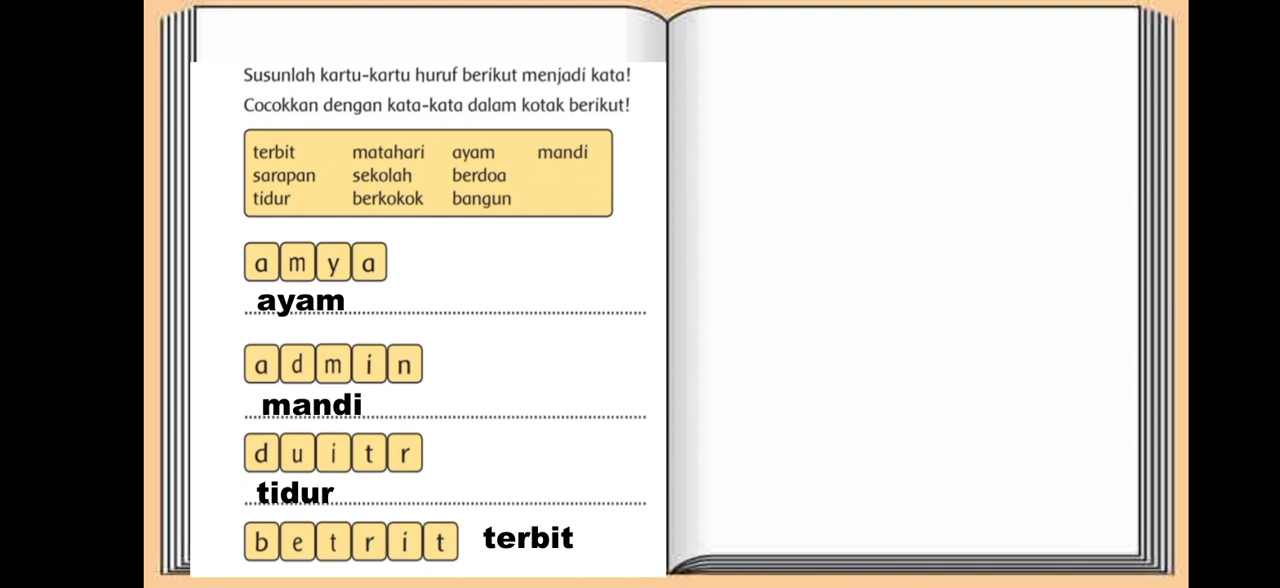 Susunlah kartu-kartu huruf berikut menjadi kata!
Cocokkan dengan kata-kata dalam kotak berikut!
terbit matahari ayam mandi
sarapan sekolah berdoa
tidur berkokok bangun
a m y a
ayam
a d m i n
mandi
d u i t r
tidur
b e t r i t terbit